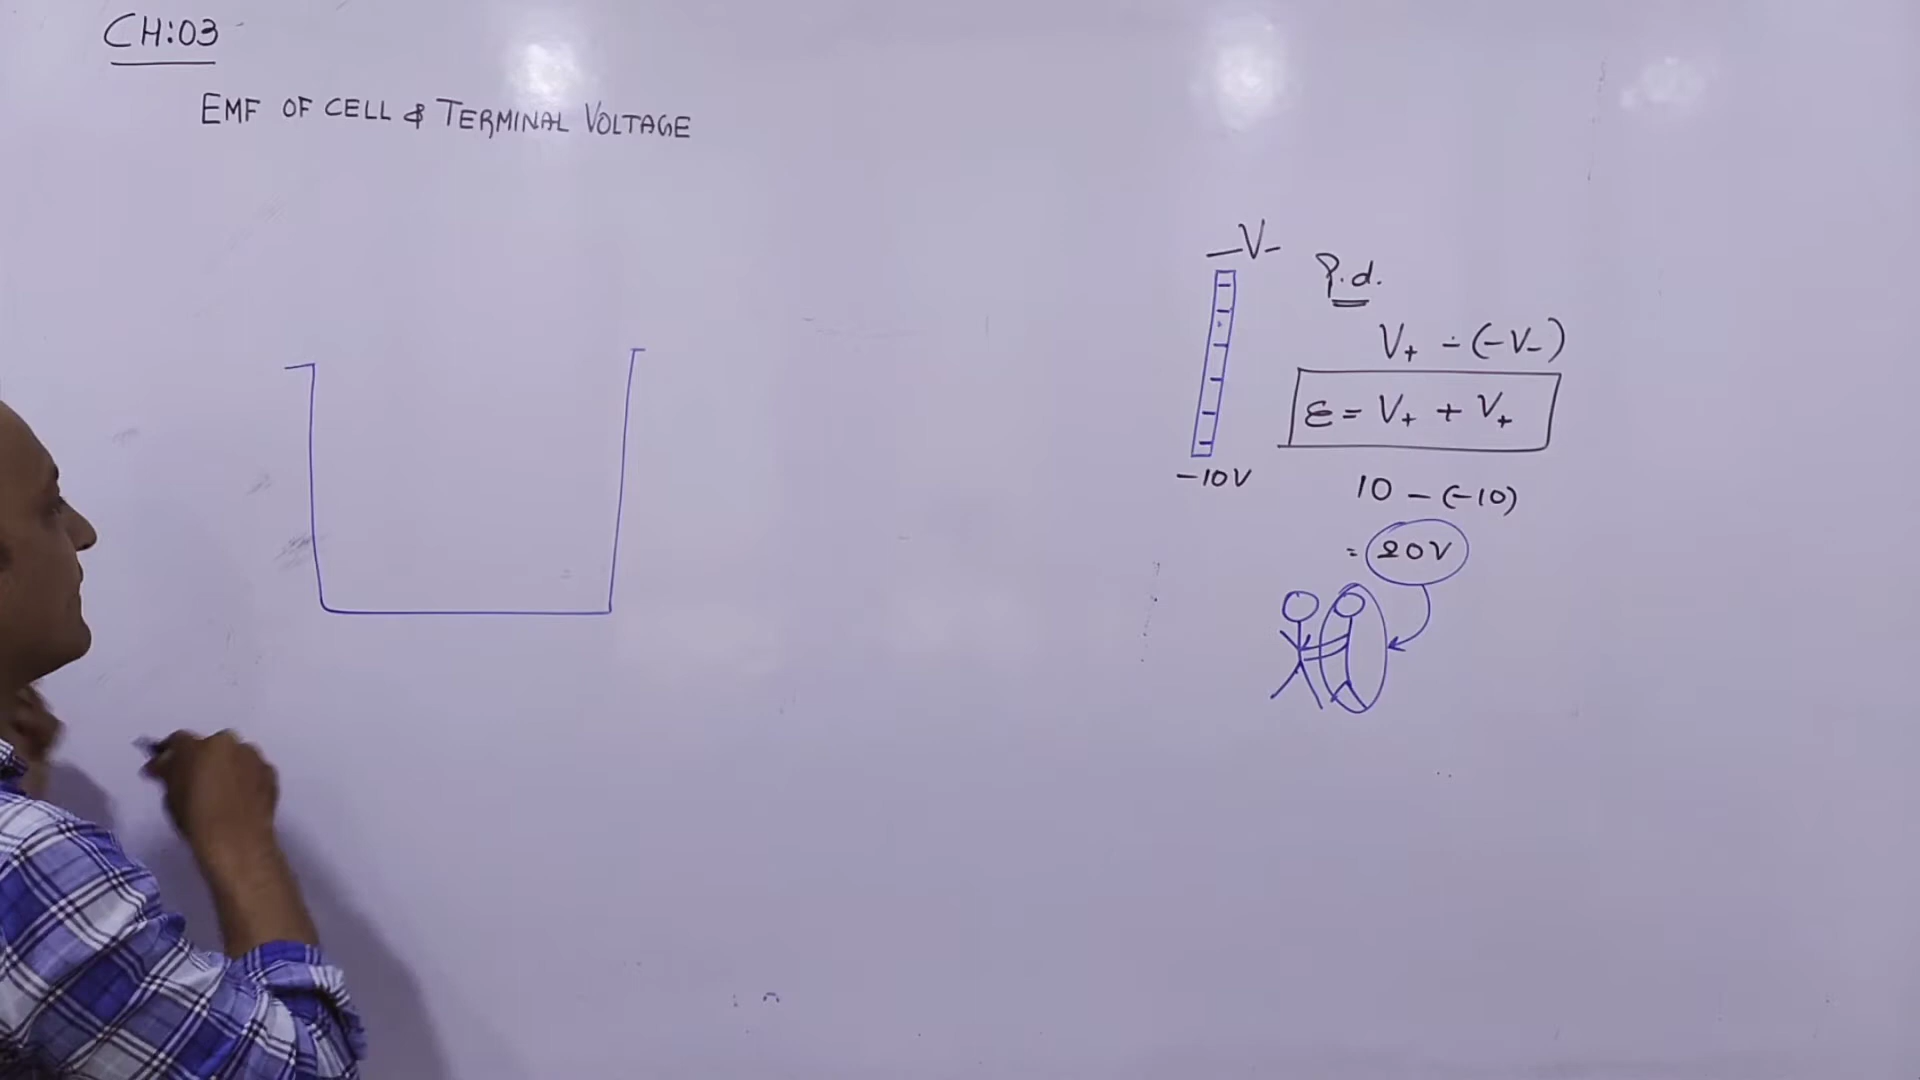 CH:03
EMF OF CELL & TERMINAL VOLTAGE
-V-
P.d.
V+ - (-V-)
ε = V+ + V+
-10V
10 - (-10)
= 20V